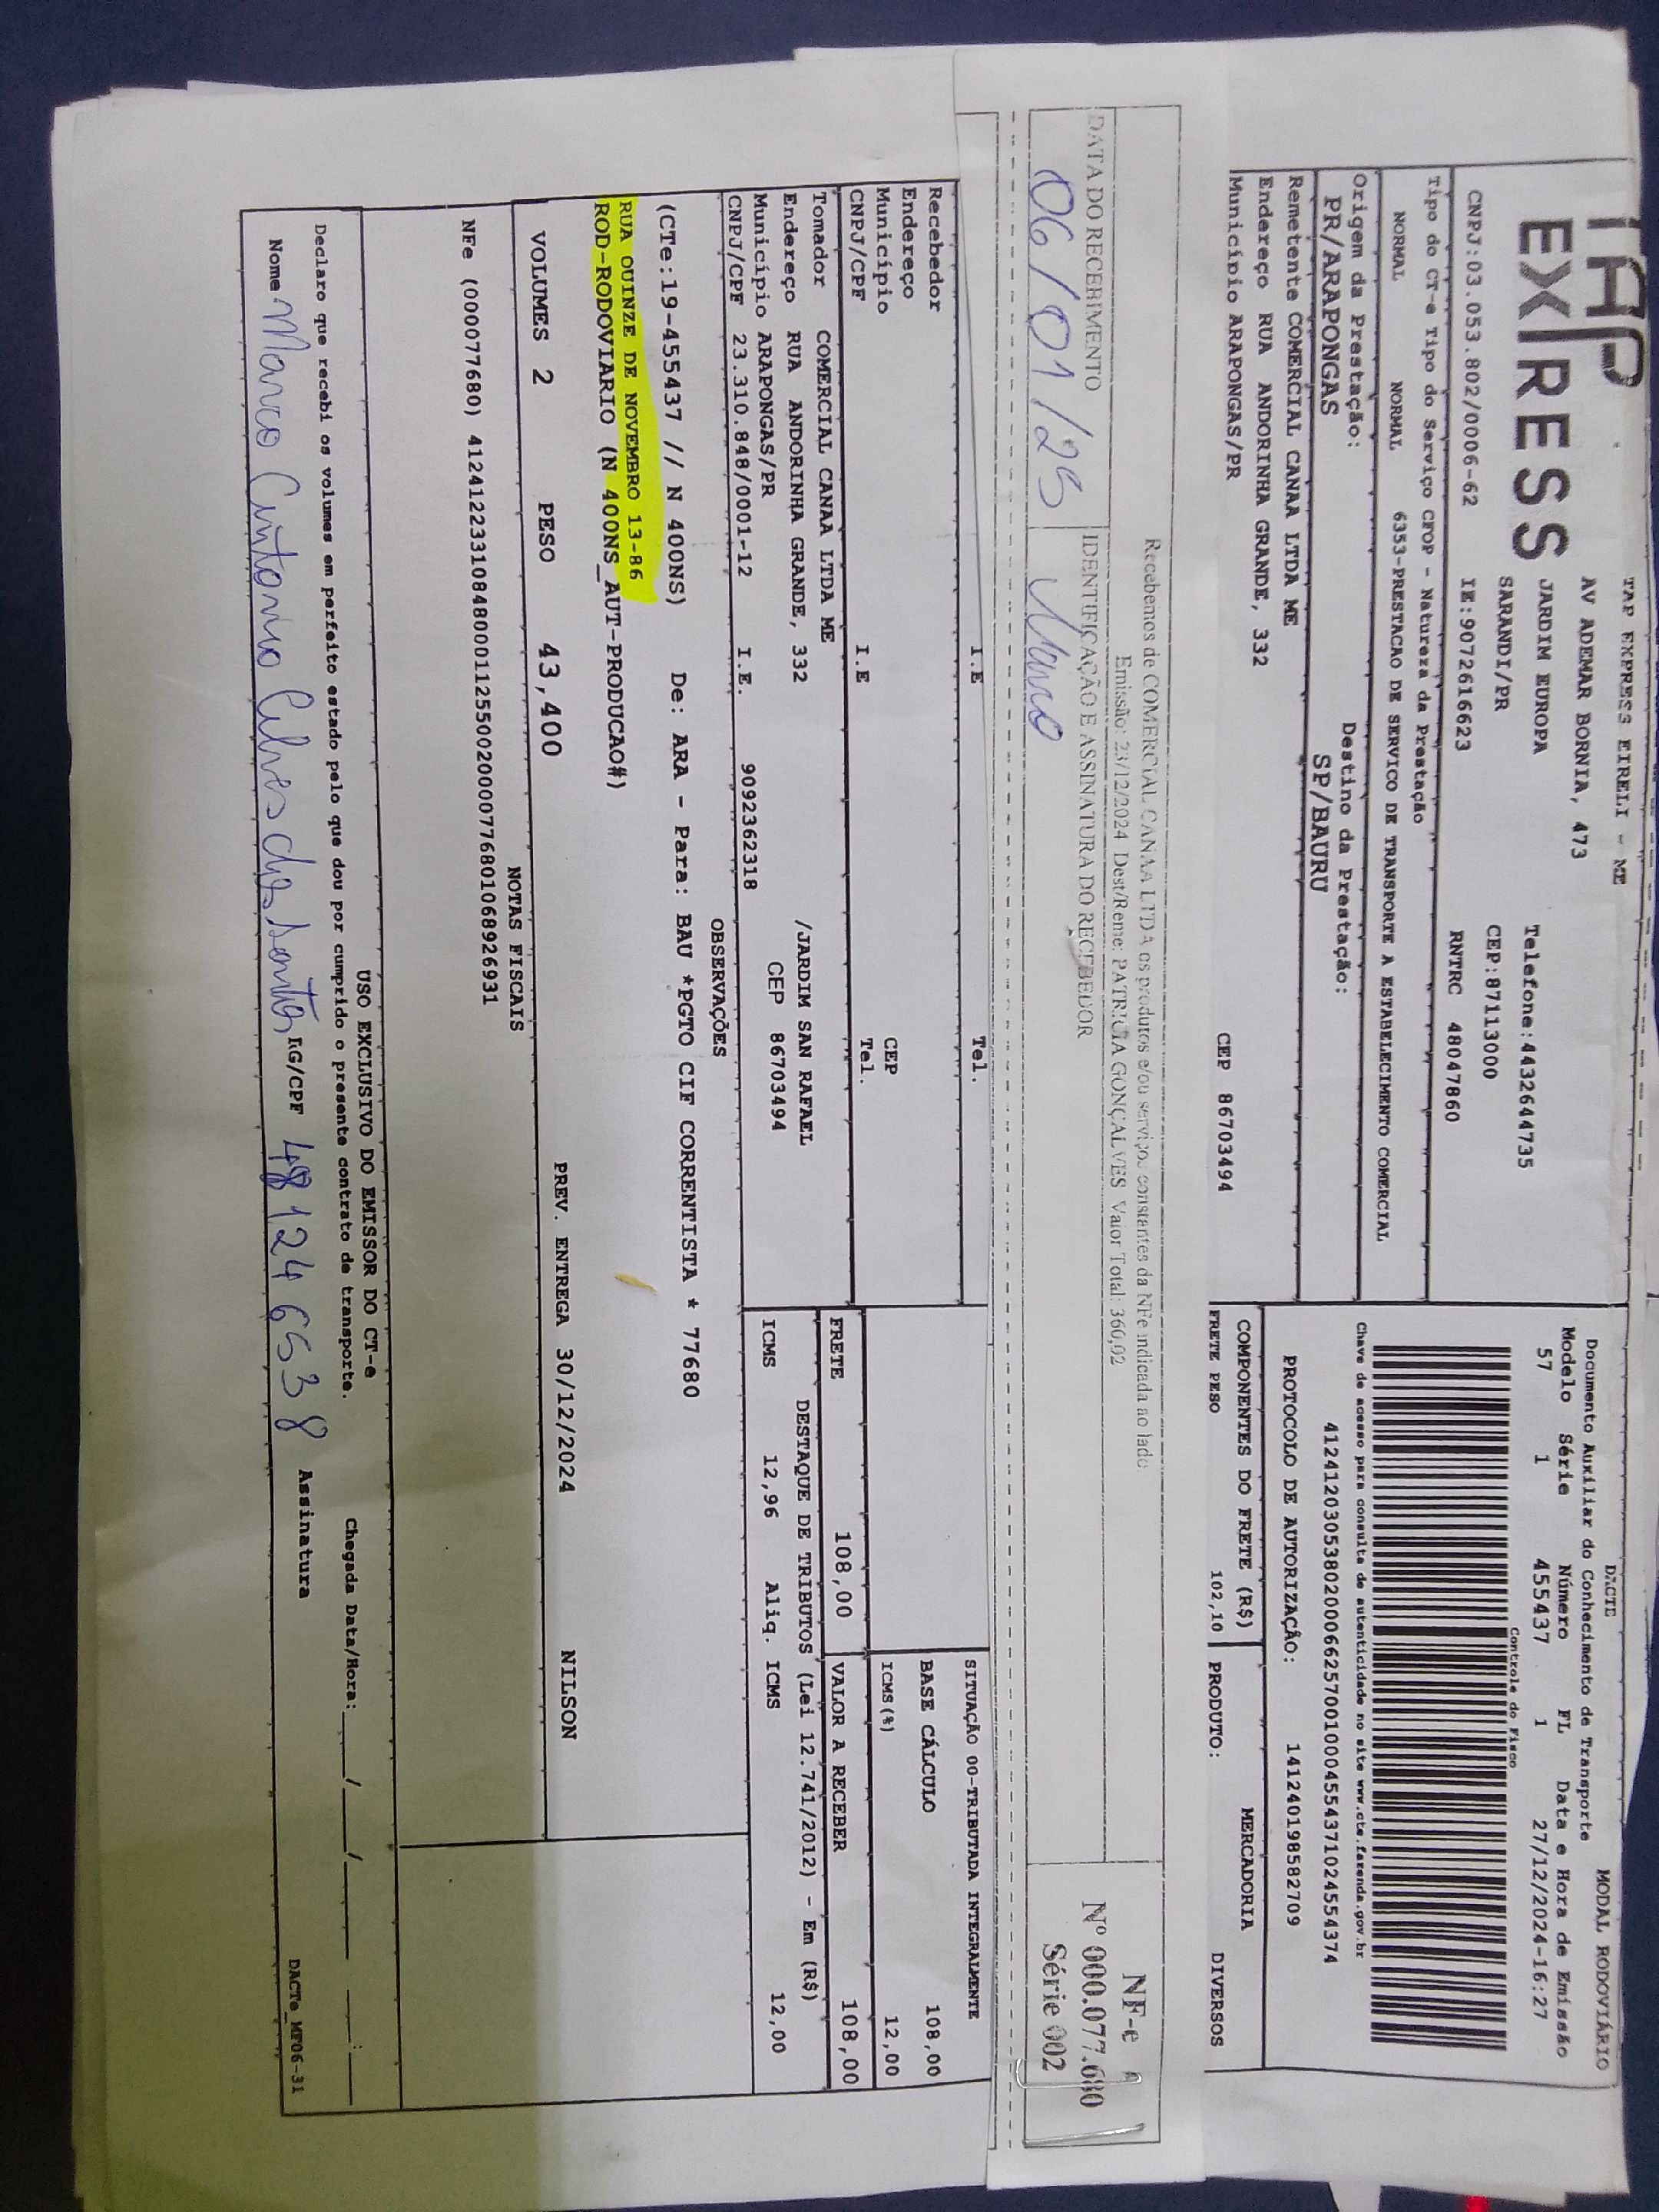 TAP EXPRESS EIRELI - ME
TAP
EXPRESS
AV ADEMAR BORNIA, 473
JARDIM EUROPA
Telefone:4432644735
SARANDI/PR
CEP:87113000
CNPJ:03.053.802/0006-62
IE:9072616623
RNTRC 48047860
Tipo do CT-e Tipo do Serviço CFOP - Natureza da Prestação
NORMAL NORMAL 6353-PRESTACAO DE SERVICO DE TRANSPORTE A ESTABELECIMENTO COMERCIAL
Origem da Prestação: Destino da Prestação:
PR/ARAPONGAS SP/BAURU
Remetente COMERCIAL CANAA LTDA ME
Endereço RUA ANDORINHA GRANDE, 332
Município ARAPONGAS/PR CEP 86703494
DACTE MODAL RODOVIÁRIO
Documento Auxiliar do Conhecimento de Transporte
Modelo Série Número FL Data e Hora de Emissão
57 1 455437 1 27/12/2024-16:27
Controle do Fisco
Chave de acesso para consulta de autenticidade no site www.cte.fazenda.gov.br
41241203053802000662570010004554371024554374
PROTOCOLO DE AUTORIZAÇÃO: 141240198582709
COMPONENTES DO FRETE (R$) MERCADORIA
FRETE PESO 102,10 PRODUTO: DIVERSOS
Recebemos de COMERCIAL CANAA LTDA os produtos e/ou serviços constantes da NFe indicada ao lado
Emissão: 23/12/2024 Dest/Reme: PATRICIA GONÇALVES Valor Total: 360,02
DATA DO RECEBIMENTO IDENTIFICAÇÃO E ASSINATURA DO RECEBEDOR
06/01/25 Marco
NF-e
Nº 000.077.680
Série 002
I.E Tel.
Recebedor
Endereço
Município CEP
CNPJ/CPF I.E Tel.
Tomador COMERCIAL CANAA LTDA ME
Endereço RUA ANDORINHA GRANDE, 332 /JARDIM SAN RAFAEL
Município ARAPONGAS/PR CEP 86703494
CNPJ/CPF 23.310.848/0001-12 I.E. 9092362318
SITUAÇÃO 00-TRIBUTADA INTEGRALMENTE
BASE CÁLCULO 108,00
ICMS(%) 12,00
FRETE 108,00 VALOR A RECEBER 108,00
DESTAQUE DE TRIBUTOS (Lei 12.741/2012) - Em (R$)
ICMS 12,96 Aliq. ICMS 12,00
OBSERVAÇÕES
(CTe:19-455437 // N 400NS) De: ARA - Para: BAU *PGTO CIF CORRENTISTA * 77680
RUA QUINZE DE NOVEMBRO 13-86
ROD-RODOVIARIO (N 400NS_AUT-PRODUCAO#)
VOLUMES 2 PESO 43,400 PREV. ENTREGA 30/12/2024 NILSON
NOTAS FISCAIS
NFe (000077680) 41241223310848000112550020000776801068926931
USO EXCLUSIVO DO EMISSOR DO CT-e
Declaro que recebi os volumes em perfeito estado pelo que dou por cumprido o presente contrato de transporte. Chegada Data/Hora:____/____/____ ____:____
Nome Marco Antonio Alves dos Santos RG/CPF 481246538 Assinatura
DACTe_MF06-31